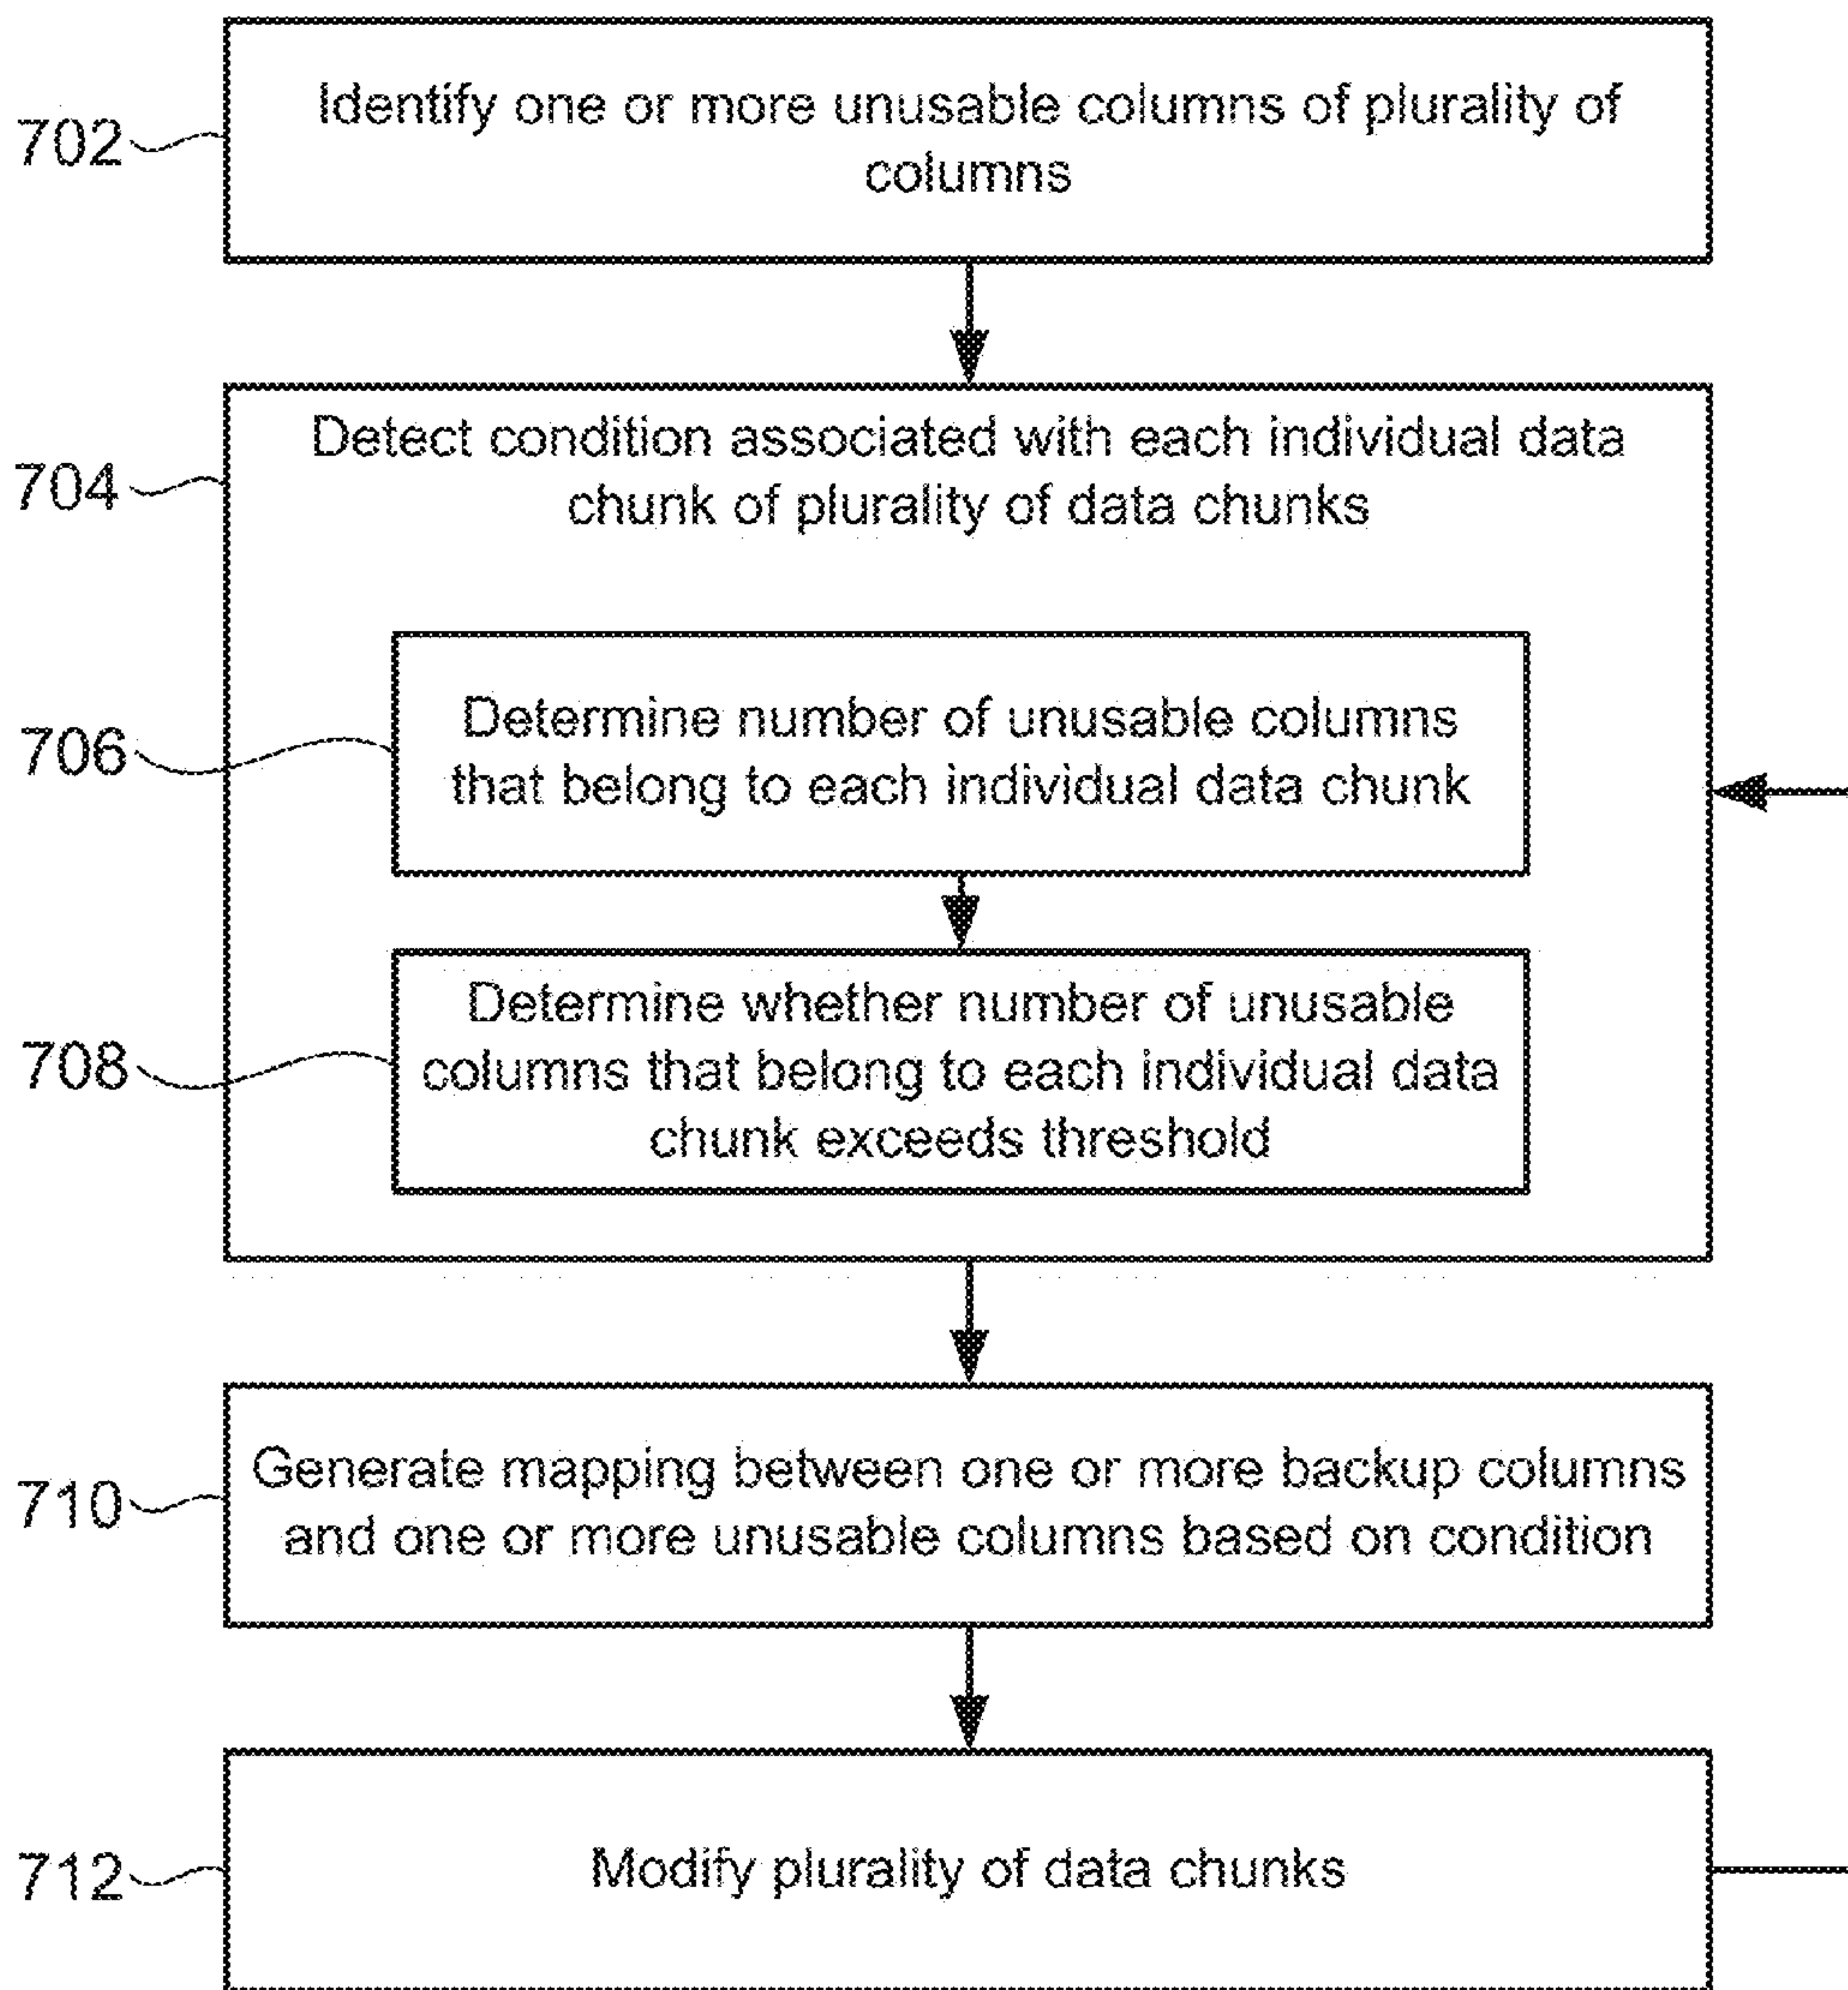 702
Identify one or more unusable columns of plurality of
columns
704
Detect condition associated with each individual data
chunk of plurality of data chunks
706
Determine number of unusable columns
that belong to each individual data chunk
708
Determine whether number of unusable
columns that belong to each individual data
chunk exceeds threshold
710
Generate mapping between one or more backup columns
and one or more unusable columns based on condition
712
Modify plurality of data chunks